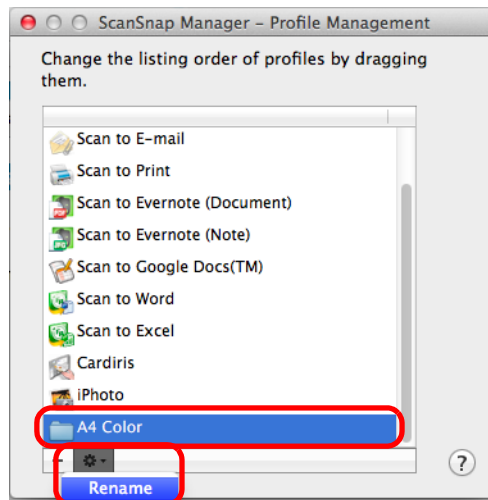 ScanSnap Manager – Profile Management
Change the listing order of profiles by dragging
them.
Scan to E-mail
Scan to Print
Scan to Evernote (Document)
Scan to Evernote (Note)
Scan to Google Docs(TM)
Scan to Word
Scan to Excel
Cardiris
iPhoto
A4 Color
?
Rename